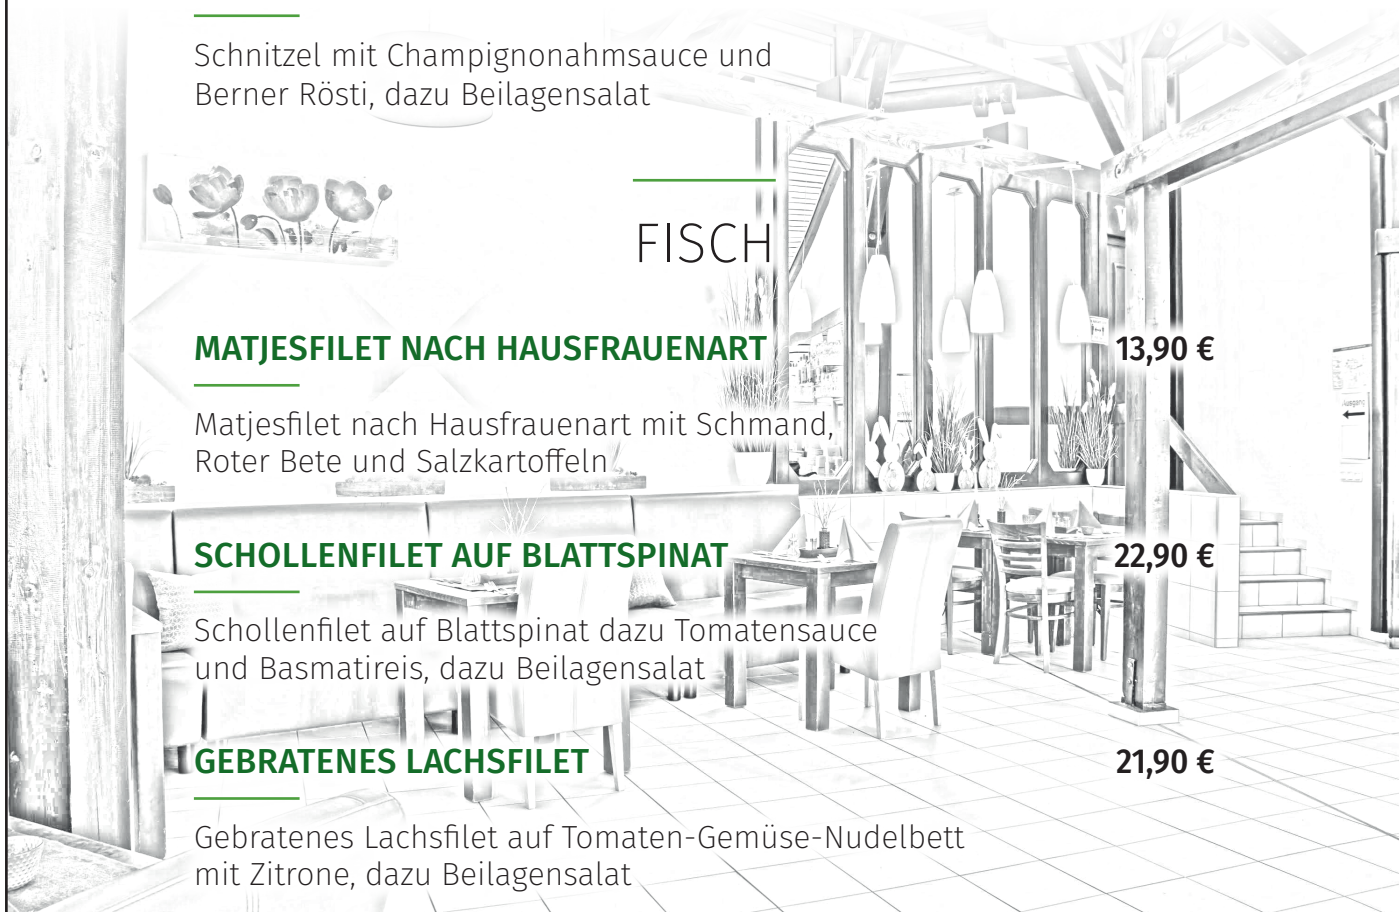 Schnitzel mit Champignonahmsauce und
Berner Rösti, dazu Beilagensalat
FISCH
MATJESFILET NACH HAUSFRAUENART 13,90 €
Matjesfilet nach Hausfrauenart mit Schmand,
Roter Bete und Salzkartoffeln
Ausgang
SCHOLLENFILET AUF BLATTSPINAT 22,90 €
Schollenfilet auf Blattspinat dazu Tomatensauce
und Basmatireis, dazu Beilagensalat
GEBRATENES LACHSFILET 21,90 €
Gebratenes Lachsfilet auf Tomaten-Gemüse-Nudelbett
mit Zitrone, dazu Beilagensalat